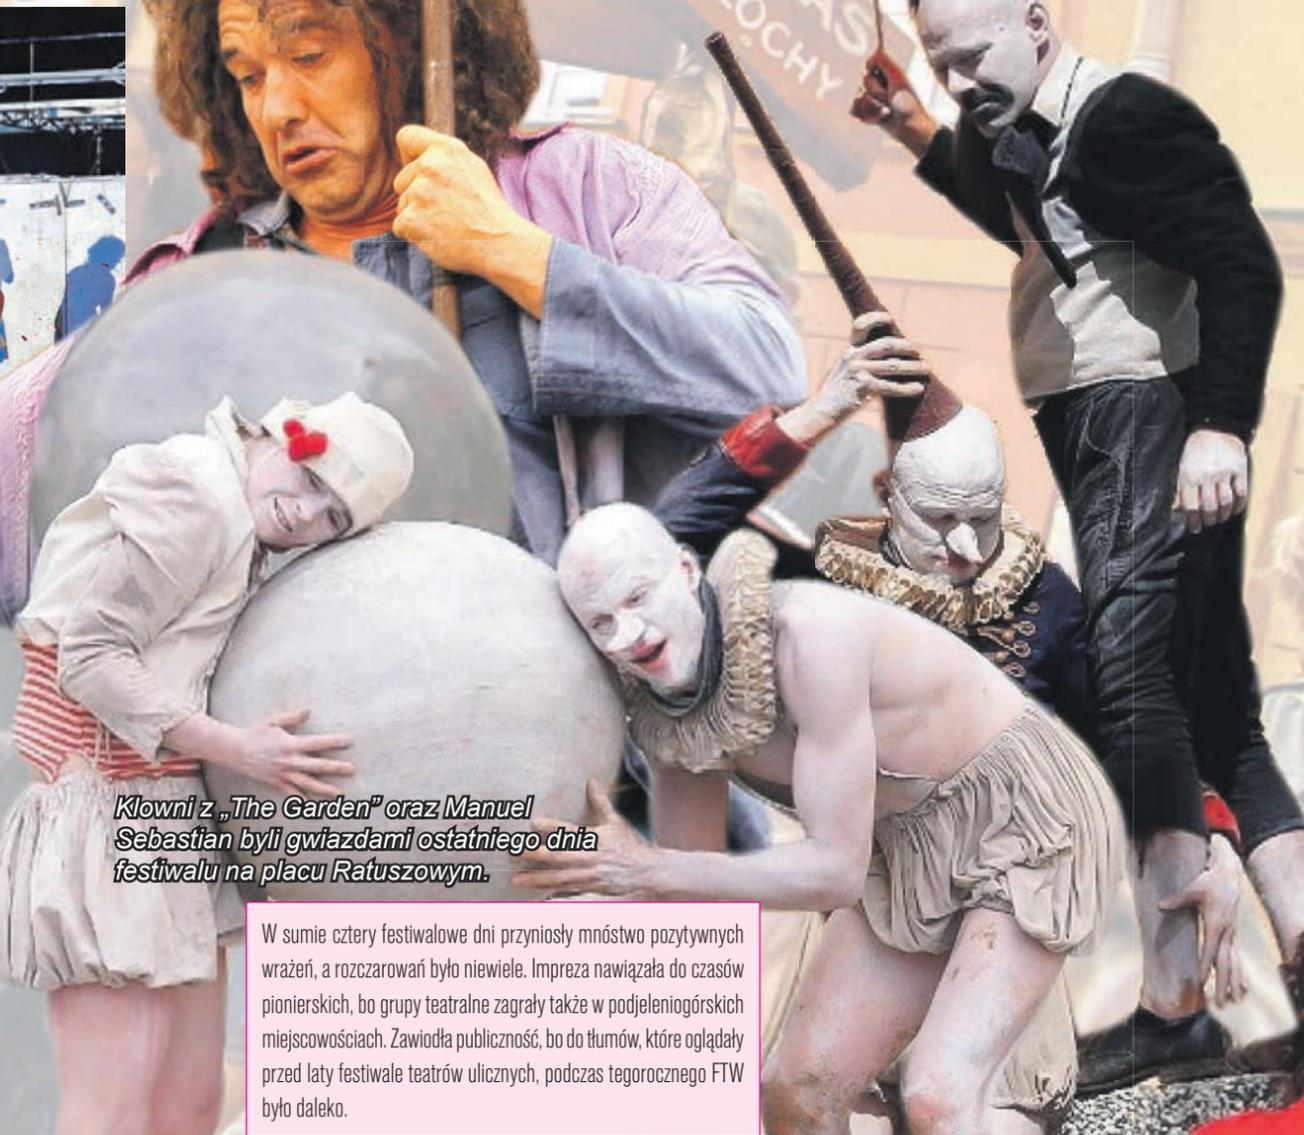 AS
ŁOCHY
Klowni z „The Garden” oraz Manuel
Sebastian byli gwiazdami ostatniego dnia
festiwalu na placu Ratuszowym.
W sumie cztery festiwalowe dni przyniosły mnóstwo pozytywnych
wrażeń, a rozczarowań było niewiele. Impreza nawiązała do czasów
pionierskich, bo grupy teatralne zagrały także w podjeleniogórskich
miejscowościach. Zawiodła publiczność, bo do tłumów, które oglądały
przed laty festiwale teatrów ulicznych, podczas tegorocznego FTW
było daleko.